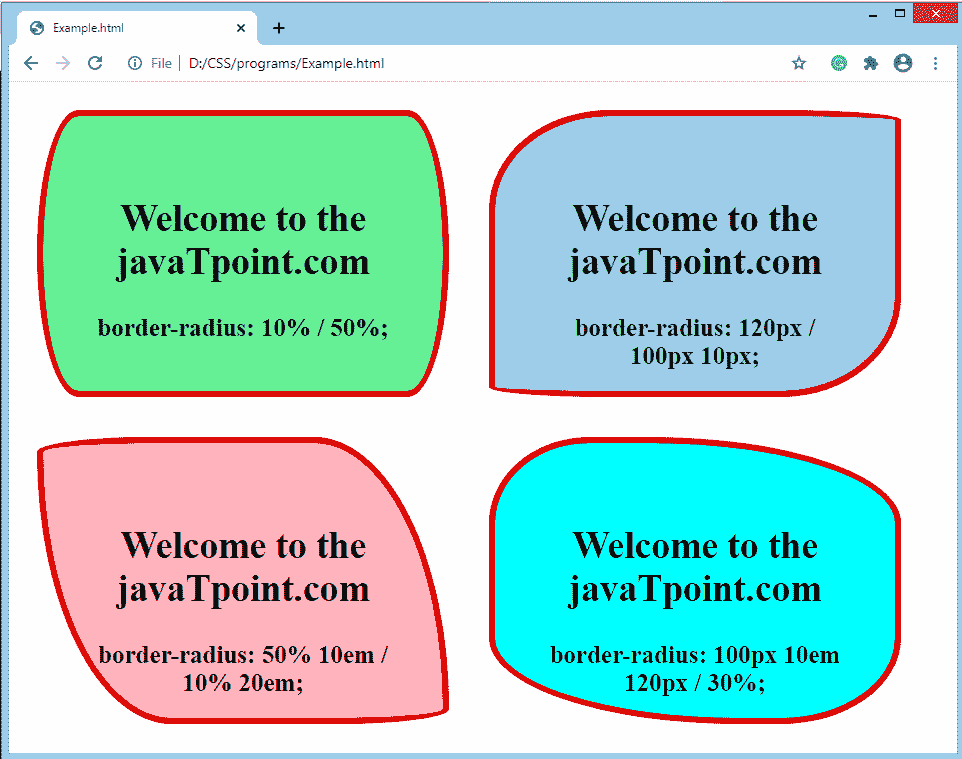 Example.html
File
D:/CSS/programs/Example.html
Welcome to the
javaTpoint.com
border-radius: 10% / 50%;
Welcome to the
javaTpoint.com
border-radius: 120px /
100px 10px;
Welcome to the
javaTpoint.com
border-radius: 50% 10em /
10% 20em;
Welcome to the
javaTpoint.com
border-radius: 100px 10em
120px / 30%;